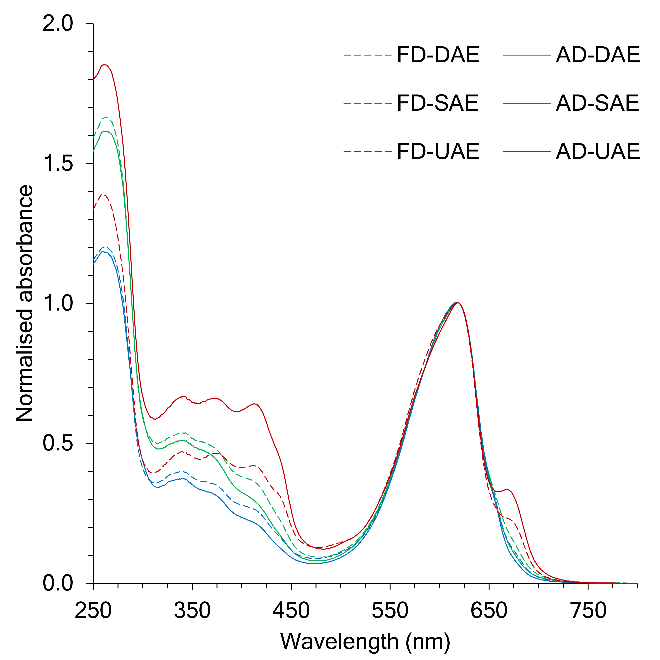 2.0
FD-DAE AD-DAE
FD-SAE AD-SAE
FD-UAE AD-UAE
1.5
1.0
0.5
0.0
Normalised absorbance
250 350 450 550 650 750
Wavelength (nm)